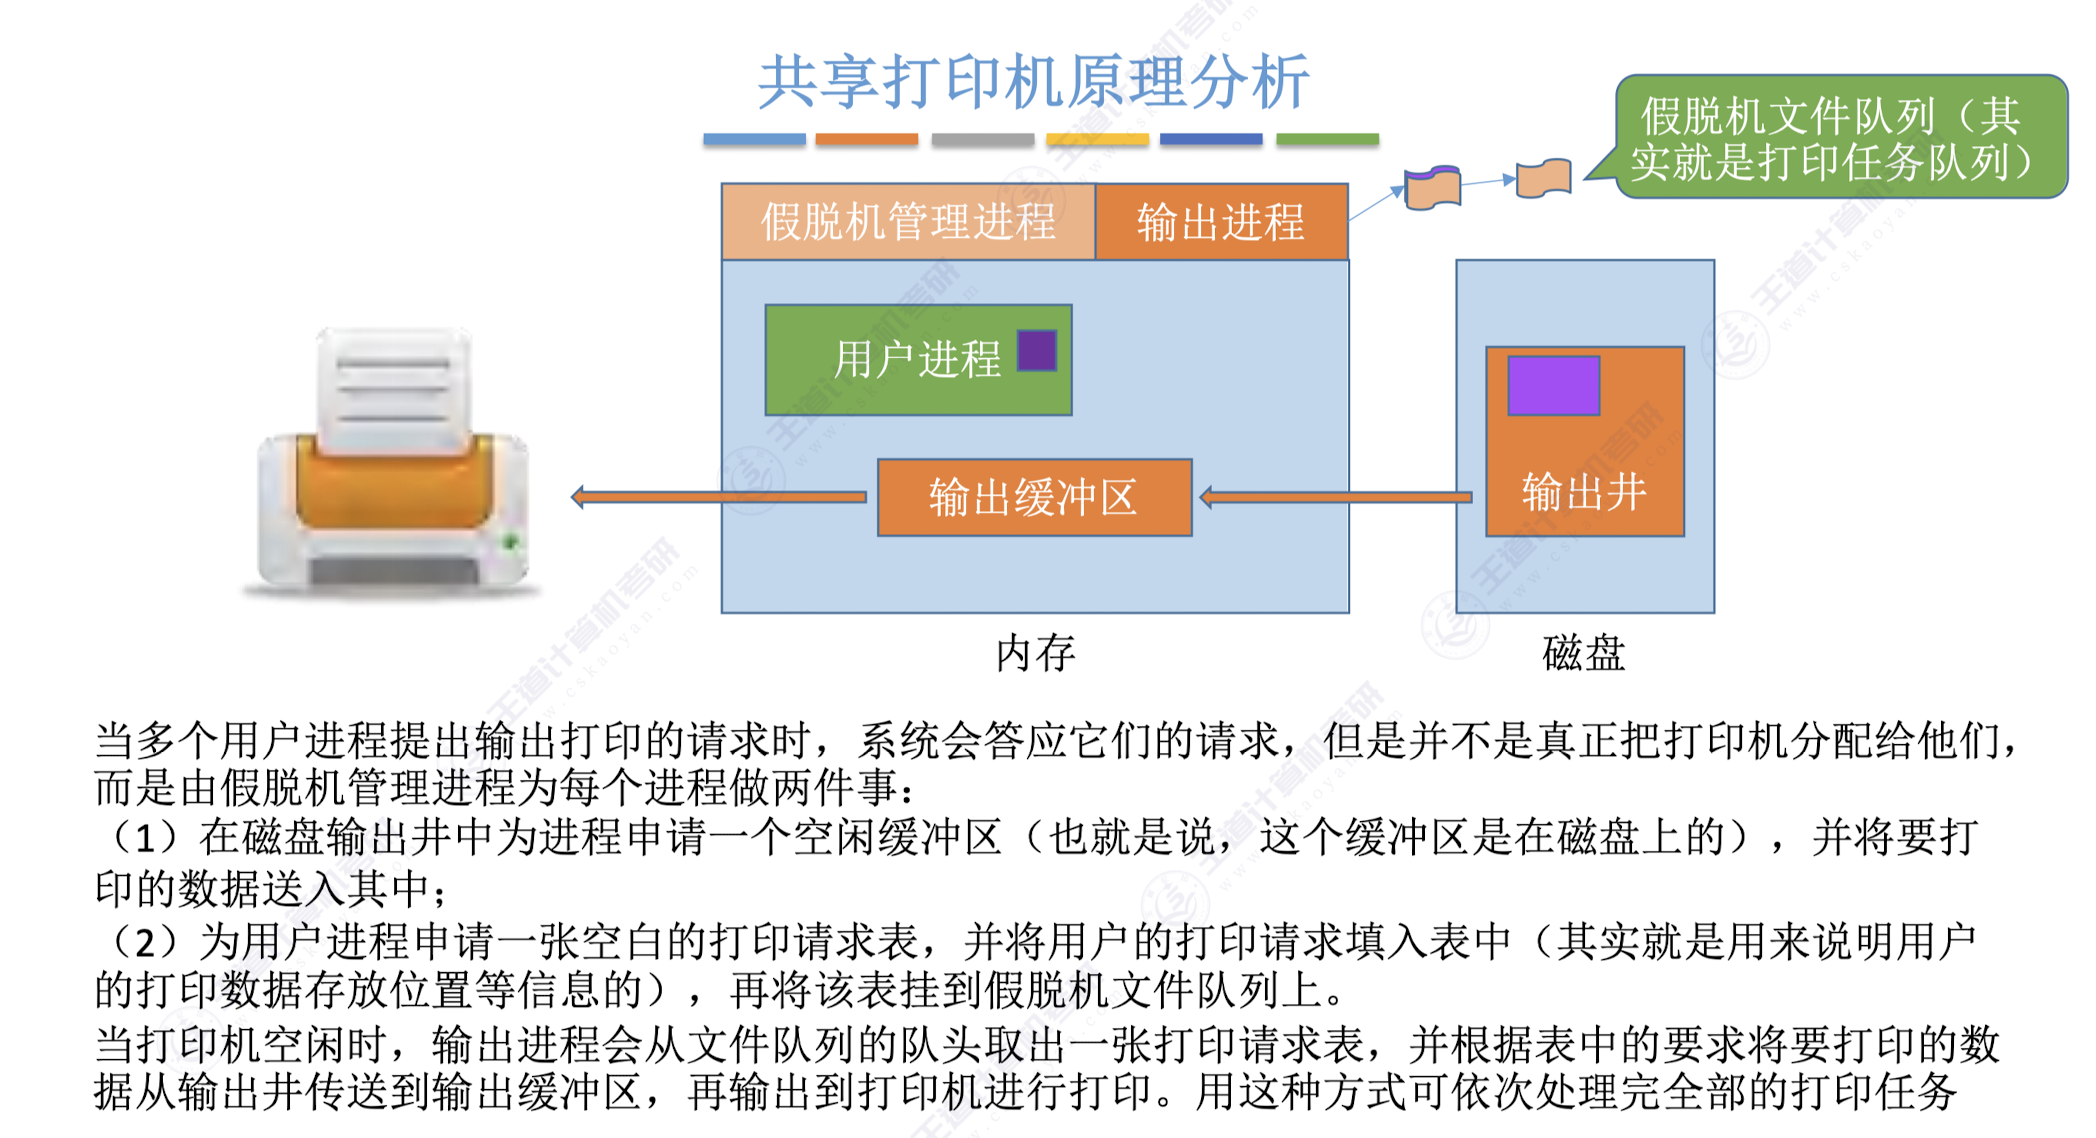 共享打印机原理分析
假脱机文件队列（其
实就是打印任务队列）
假脱机管理进程
输出进程
用户进程
输出缓冲区
输出井
内存
磁盘
当多个用户进程提出输出打印的请求时，系统会答应它们的请求，但是并不是真正把打印机分配给他们，
而是由假脱机管理进程为每个进程做两件事：
（1）在磁盘输出井中为进程申请一个空闲缓冲区（也就是说，这个缓冲区是在磁盘上的），并将要打
印的数据送入其中；
（2）为用户进程申请一张空白的打印请求表，并将用户的打印请求填入表中（其实就是用来说明用户
的打印数据存放位置等信息的），再将该表挂到假脱机文件队列上。
当打印机空闲时，输出进程会从文件队列的队头取出一张打印请求表，并根据表中的要求将要打印的数
据从输出井传送到输出缓冲区，再输出到打印机进行打印。用这种方式可依次处理完全部的打印任务
王道计算机考研
www.cskaoyan.com